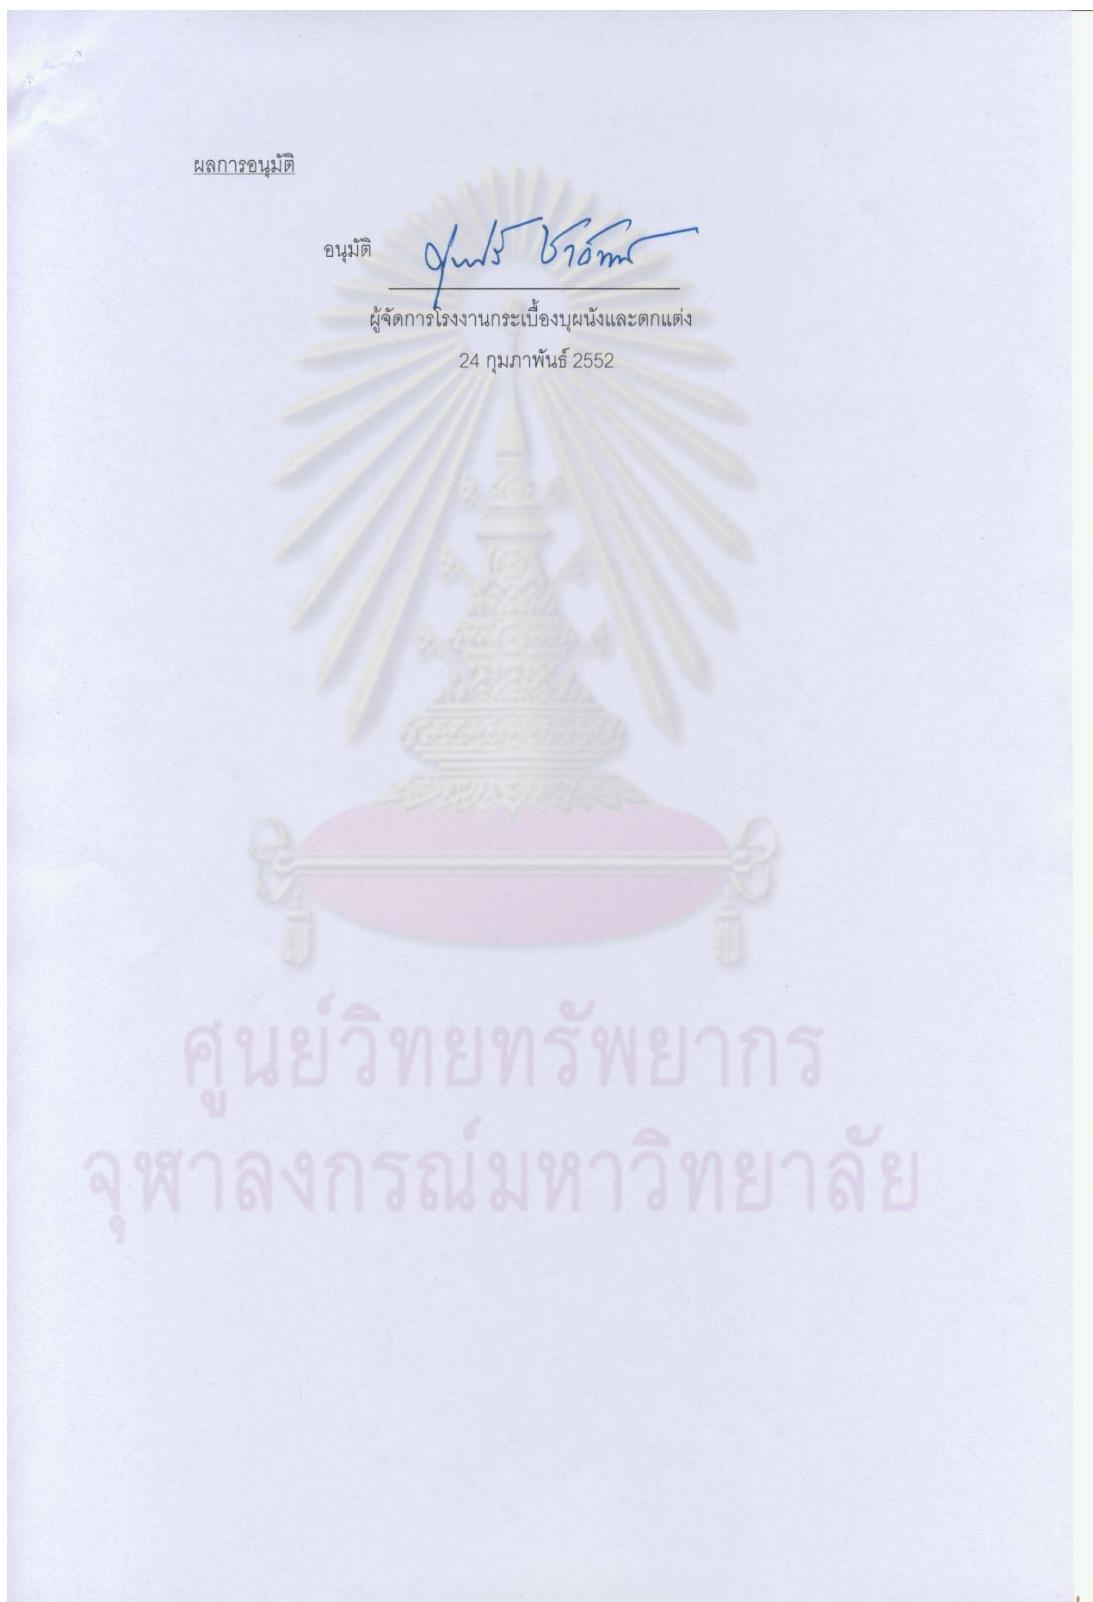 ผลการอนุมัติ
อนุมัติ
ผู้จัดการโรงงานกระเบื้องบุผนังและตกแต่ง
24 กุมภาพันธ์ 2552
ศูนย์วิทยทรัพยากร
จุฬาลงกรณ์มหาวิทยาลัย